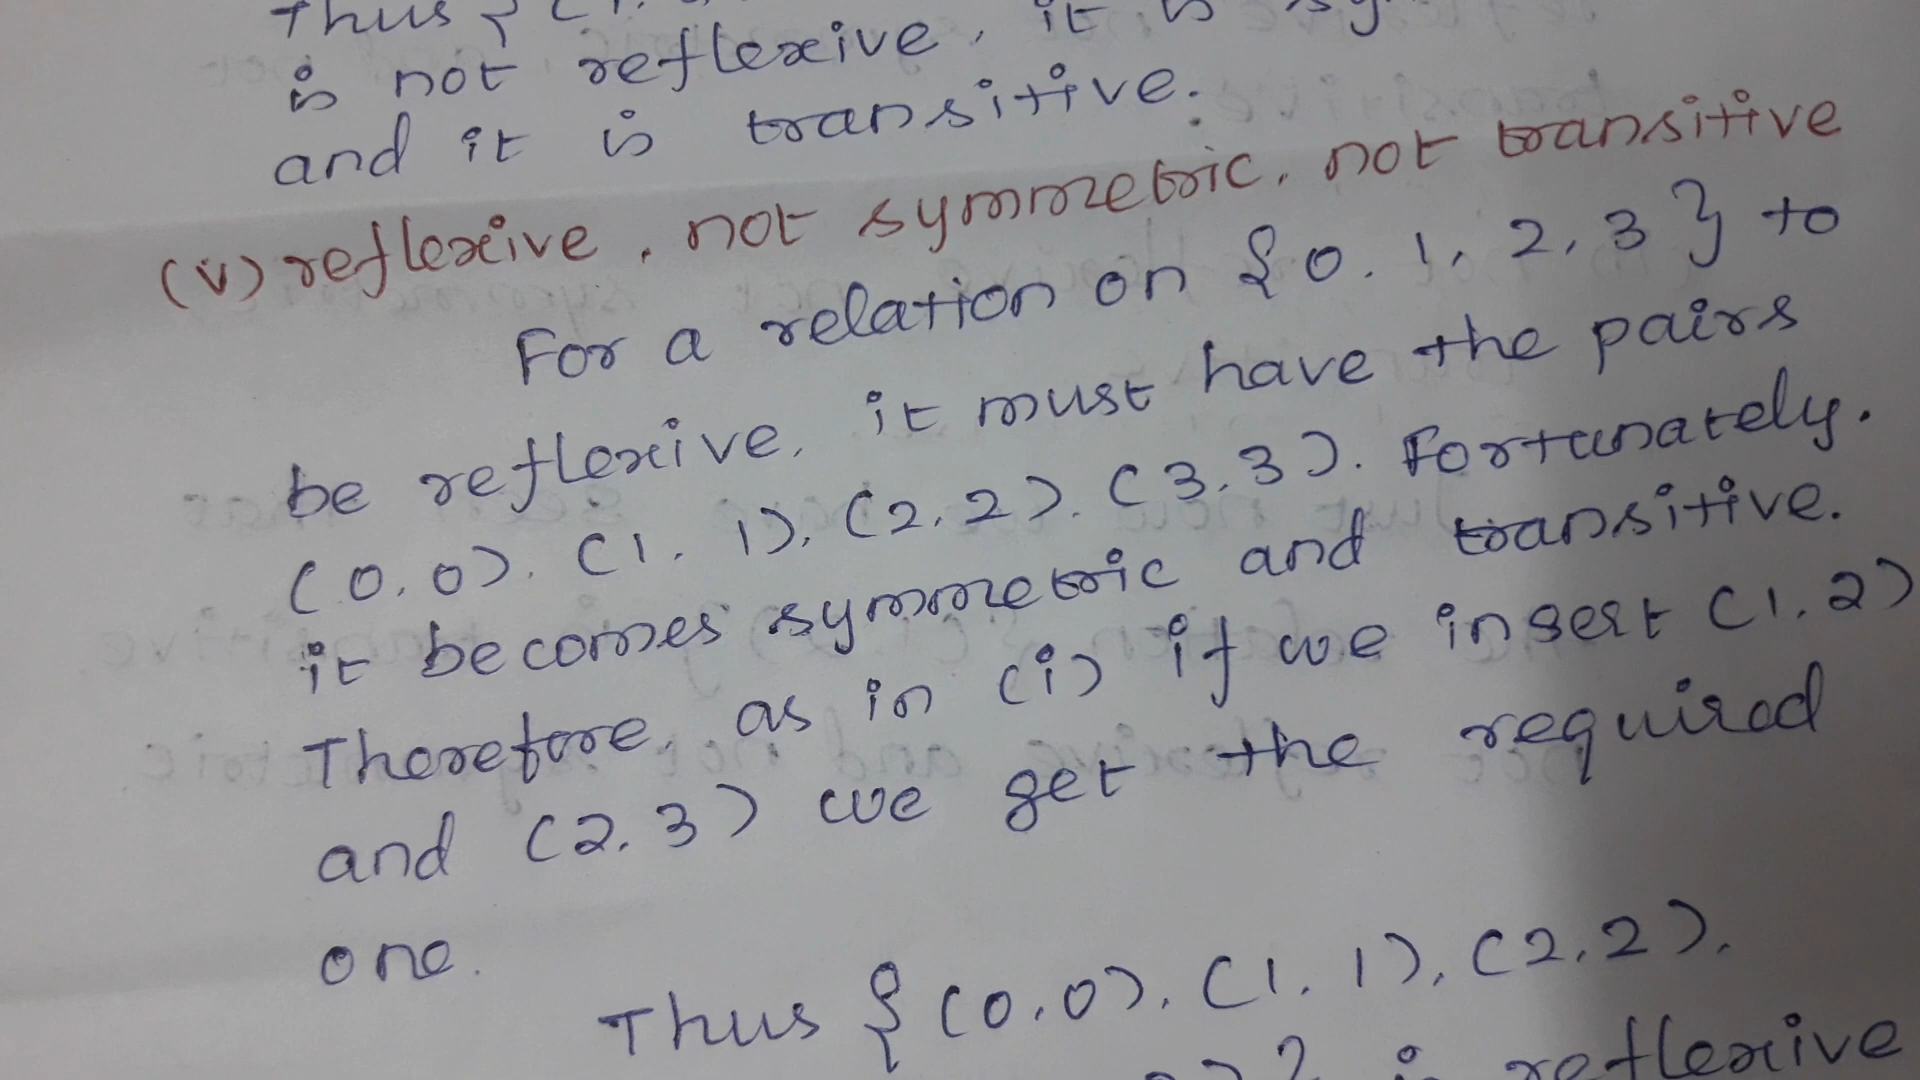 Thus {
is not reflexive, it is
and it is transitive.
(v) reflexive, not symmetric, not transitive
For a relation on {0, 1, 2, 3} to
be reflexive, it must have the pairs
(0,0), (1, 1), (2,2), (3,3). Fortunately,
it becomes symmetric and transitive.
Therefore, as in (i) if we insert (1,2)
and (2,3) we get the required
one.
Thus {(0,0), (1, 1), (2,2),
} is reflexive